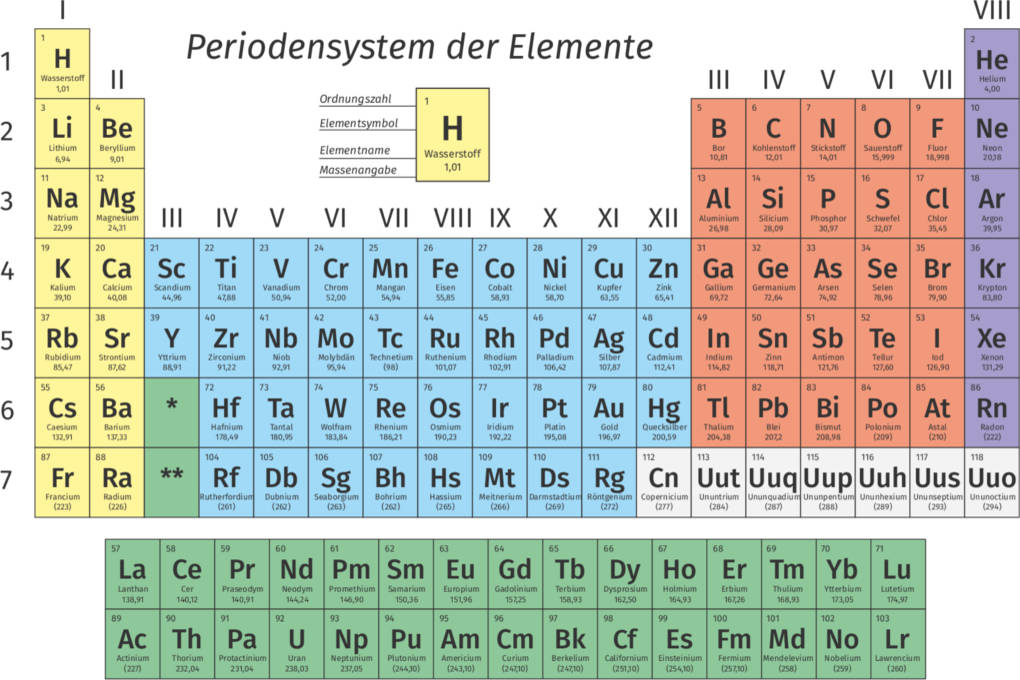 I VIII
Periodensystem der Elemente
1 1 H Wasserstoff 1,01 2 He Helium 4,00
II III IV V VI VII
Ordnungszahl
Elementsymbol
Elementname
Massenangabe
1
H
Wasserstoff
1,01
2
3 4 5 6 7 8 9 10
Li Be B C N O F Ne
Lithium Beryllium Bor Kohlenstoff Stickstoff Sauerstoff Fluor Neon
6,94 9,01 10,81 12,01 14,01 15,999 18,998 20,18
3
11 12 13 14 15 16 17 18
Na Mg Al Si P S Cl Ar
Natrium Magnesium Aluminium Silicium Phosphor Schwefel Chlor Argon
22,99 24,31 26,98 28,09 30,97 32,07 35,45 39,95
III IV V VI VII VIII IX X XI XII
4
19 20 21 22 23 24 25 26 27 28 29 30 31 32 33 34 35 36
K Ca Sc Ti V Cr Mn Fe Co Ni Cu Zn Ga Ge As Se Br Kr
Kalium Calcium Scandium Titan Vanadium Chrom Mangan Eisen Cobalt Nickel Kupfer Zink Gallium Germanium Arsen Selen Brom Krypton
39,10 40,08 44,96 47,88 50,94 52,00 54,94 55,85 58,93 58,70 63,55 65,41 69,72 72,64 74,92 78,96 79,90 83,80
5
37 38 39 40 41 42 43 44 45 46 47 48 49 50 51 52 53 54
Rb Sr Y Zr Nb Mo Tc Ru Rh Pd Ag Cd In Sn Sb Te I Xe
Rubidium Strontium Yttrium Zirconium Niob Molybdän Technetium Ruthenium Rhodium Palladium Silber Cadmium Indium Zinn Antimon Tellur Iod Xenon
85,47 87,62 88,91 91,22 92,91 95,94 (98) 101,07 102,91 106,42 107,87 112,41 114,82 118,71 121,76 127,60 126,90 131,29
6
55 56 72 73 74 75 76 77 78 79 80 81 82 83 84 85 86
Cs Ba * Hf Ta W Re Os Ir Pt Au Hg Tl Pb Bi Po At Rn
Caesium Barium Hafnium Tantal Wolfram Rhenium Osmium Iridium Platin Gold Quecksilber Thalium Blei Bismut Polonium Astal Radon
132,91 137,33 178,49 180,95 183,84 186,21 190,23 192,22 195,08 196,97 200,59 204,38 207,2 208,98 (209) (210) (222)
7
87 88 104 105 106 107 108 109 110 111 112 113 114 115 116 117 118
Fr Ra ** Rf Db Sg Bh Hs Mt Ds Rg Cn Uut Uuq Uup Uuh Uus Uuo
Francium Radium Rutherfordium Dubnium Seaborgium Bohrium Hassium Meitnerium Darmstadtium Röntgenium Copernicium Ununtrium Ununquadium Ununpentium Ununhexium Ununseptium Ununoctium
(223) (226) (261) (262) (263) (262) (265) (266) (269) (272) (277) (284) (287) (288) (289) (293) (294)
57 58 59 60 61 62 63 64 65 66 67 68 69 70 71
La Ce Pr Nd Pm Sm Eu Gd Tb Dy Ho Er Tm Yb Lu
Lanthan Cer Praseodym Neodym Promethium Samarium Europium Gadolinium Terbium Dysprosium Holmium Erbium Thulium Ytterbium Lutetium
138,91 140,12 140,91 144,24 146,90 150,36 151,96 157,25 158,93 162,50 164,93 167,26 168,93 173,05 174,97
89 90 91 92 93 94 95 96 97 98 99 100 101 102 103
Ac Th Pa U Np Pu Am Cm Bk Cf Es Fm Md No Lr
Actinium Thorium Protactinium Uran Neptunium Plutonium Americium Curium Berkelium Californium Einsteinium Fermium Mendelevium Nobelium Lawrencium
(227) 232,04 231,04 238,03 237,05 (244,10) (243,10) (247,10) (247,10) (251,10) (254,10) (257,10) (258) (259) (260)